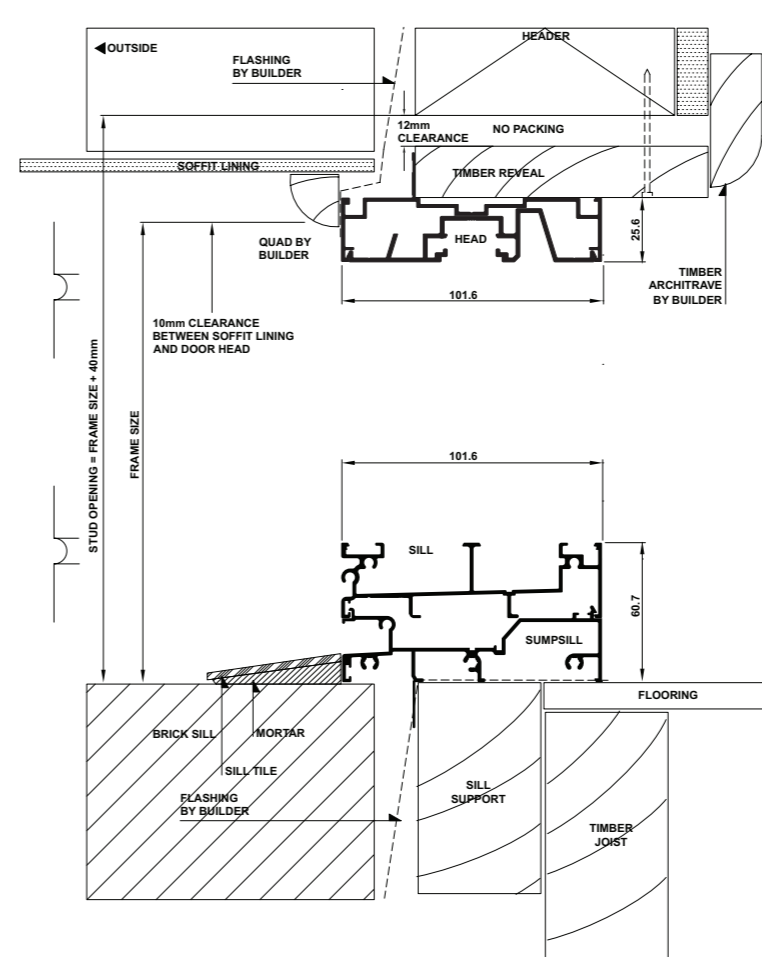 OUTSIDE
FLASHING
BY BUILDER
HEADER
12mm
CLEARANCE
NO PACKING
SOFFIT LINING
TIMBER REVEAL
QUAD BY
BUILDER
HEAD
25.6
TIMBER
ARCHITRAVE
BY BUILDER
101.6
10mm CLEARANCE
BETWEEN SOFFIT LINING
AND DOOR HEAD
STUD OPENING = FRAME SIZE + 40mm
FRAME SIZE
101.6
SILL
60.7
SUMPSILL
FLOORING
BRICK SILL
MORTAR
SILL TILE
FLASHING
BY BUILDER
SILL
SUPPORT
TIMBER
JOIST